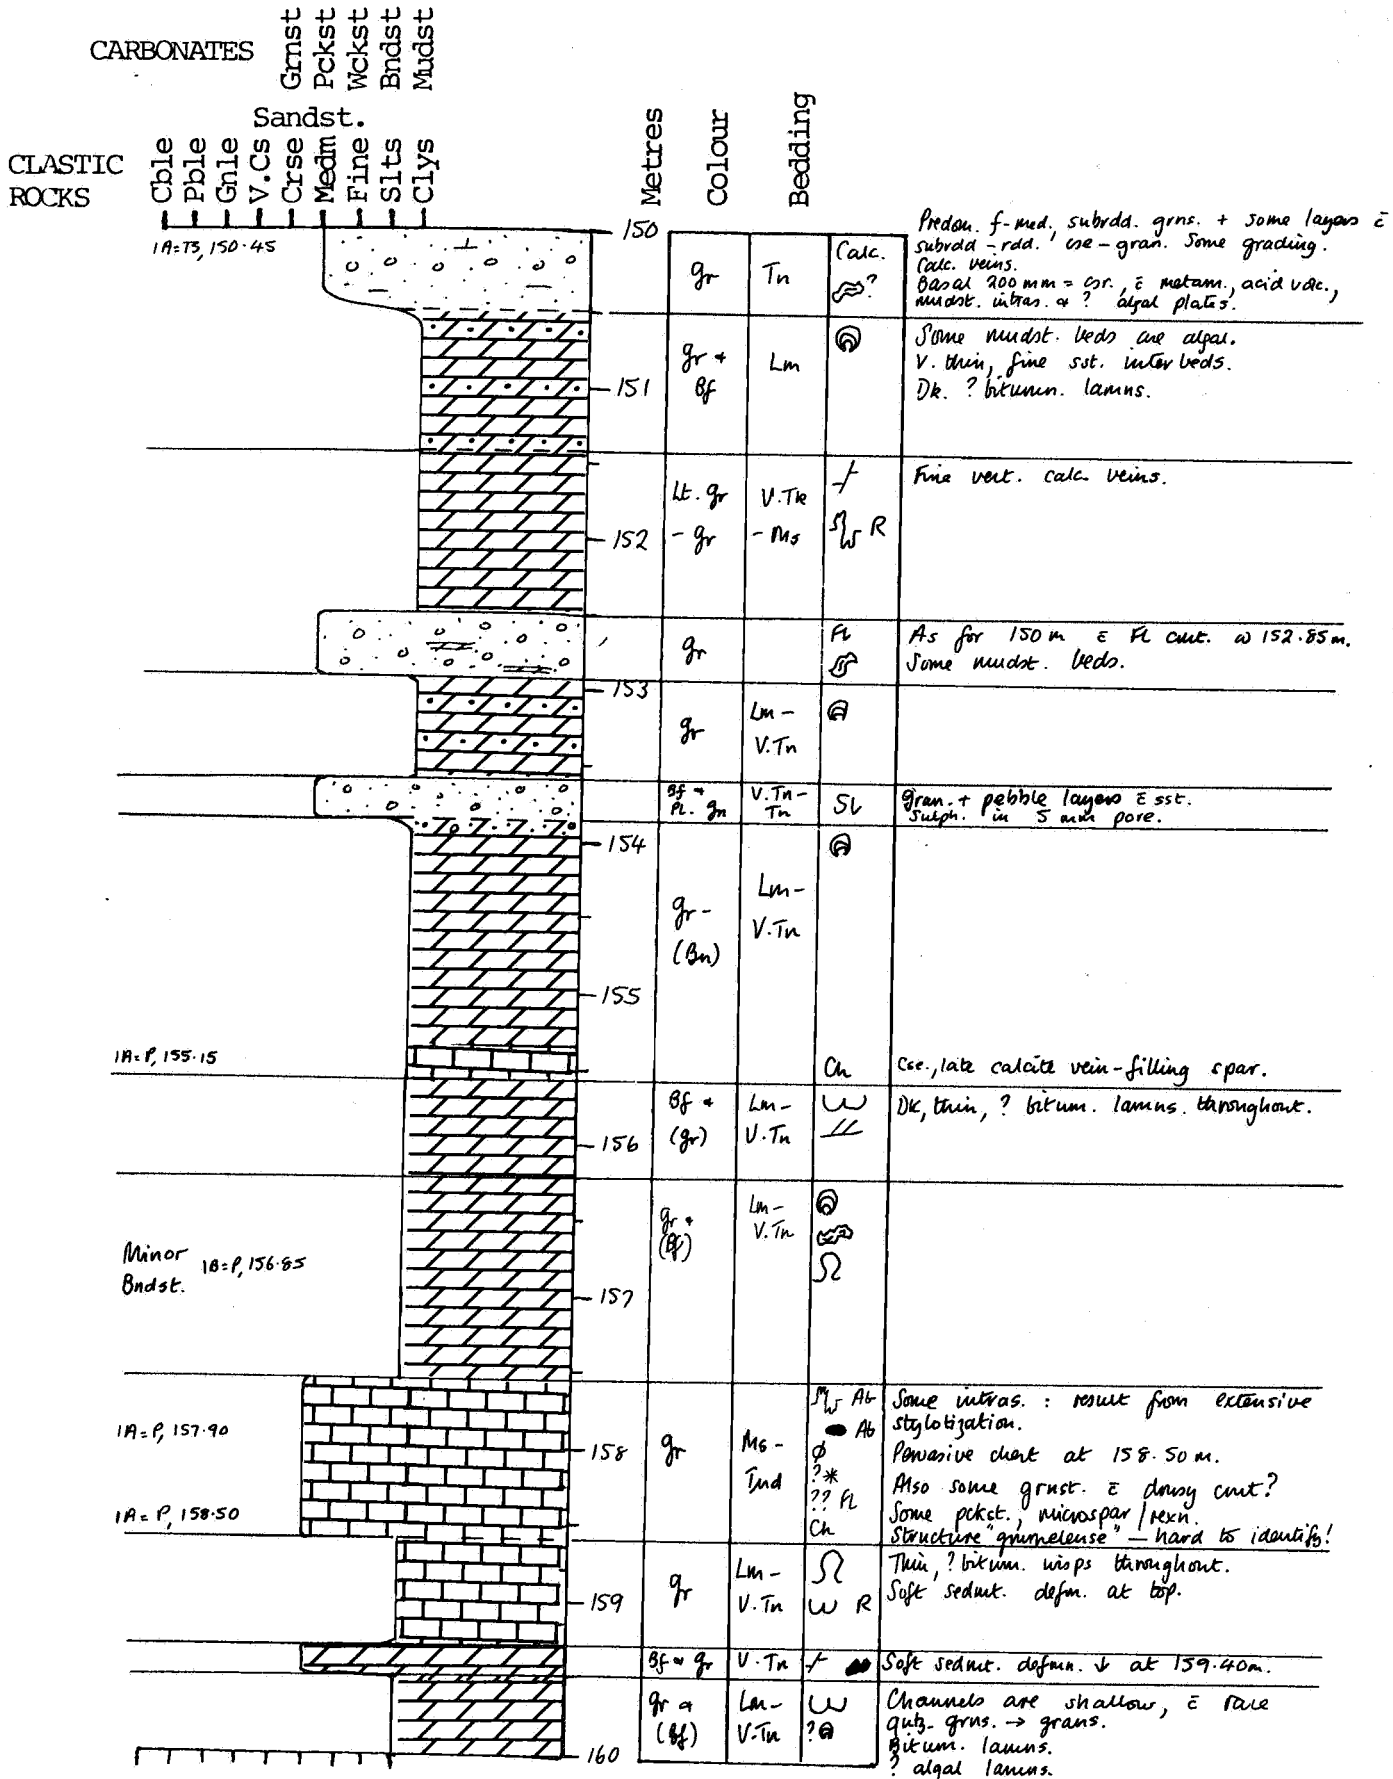 CARBONATES
Grnst
Pckst
Wckst
Bndst
Mudst
Sandst.
CLASTIC
ROCKS
Cble
Pble
Gnle
V.Cs
Crse
Medm
Fine
Slts
Clys
Metres
Colour
Bedding
1A=T3, 150.45
150
gr
Tn
Calc.
?
Predom. f-med. subrdd. grns. + some layers c̄
subrdd - rdd. cse - gran. Some grading.
Calc. veins.
Basal 200 mm = csr., c̄ metam., acid volc.,
mudst. intras. & ? algal plates.
151
gr &
Bf
Lm
Some mudst. beds are algal.
V. thin, fine sst. interbeds.
Dk. ? bitumn. lamns.
152
Lt. gr
- gr
V.Tk
- Ms
R
Fine vert. calc. veins.
gr
FL
As for 150 m c̄ FL cmt. @ 152.85 m.
Some mudst. beds.
153
gr
Lm -
V.Tn
Bf &
PL. gn
V.Tn -
Tn
SL
Gran. + pebble layers c̄ sst.
Sulph. in 5 mm pore.
154
gr -
(Bn)
Lm -
V.Tn
155
1A=P, 155.15
Ch
Cse., late calcite vein-filling spar.
156
Bf &
(gr)
Lm -
V.Tn
Dk, thin, ? bitum. lamns. throughout.
Minor
Bndst.
1B=P, 156.85
gr &
(Bf)
Lm -
V.Tn
157
1A=P, 157.90
158
1A=P, 158.50
gr
Ms -
Ind
Ab
Ab
ϕ
?*
?? FL
Ch
Some intras. : result from extensive
stylotization.
Pervasive chert at 158.50 m.
Also some grnst. c̄ drusy cmt?
Some pckst., microspar / rexn.
Structure "grumeleuse" — hard to identify!
159
gr
Lm -
V.Tn
R
Thin, ? bitum. wisps throughout.
Soft sedmt. defm. at top.
Bf & gr
V.Tn
Soft sedmt. defmn. ↓ at 159.40m.
160
gr &
(Bf)
Lm -
V.Tn
?
Channels are shallow, c̄ rare
qutz. grns. → grans.
Bitum. lamns.
? algal lamns.